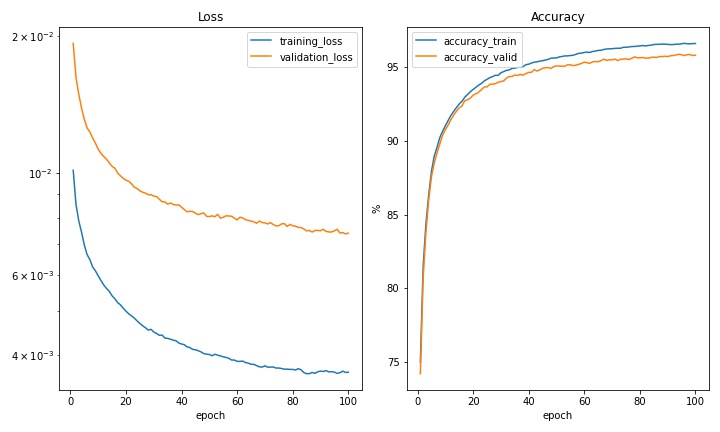 Loss
2 × 10⁻²
10⁻²
6 × 10⁻³
4 × 10⁻³
training_loss
validation_loss
0 20 40 60 80 100
epoch
Accuracy
accuracy_train
accuracy_valid
95
90
85
80
75
%
0 20 40 60 80 100
epoch